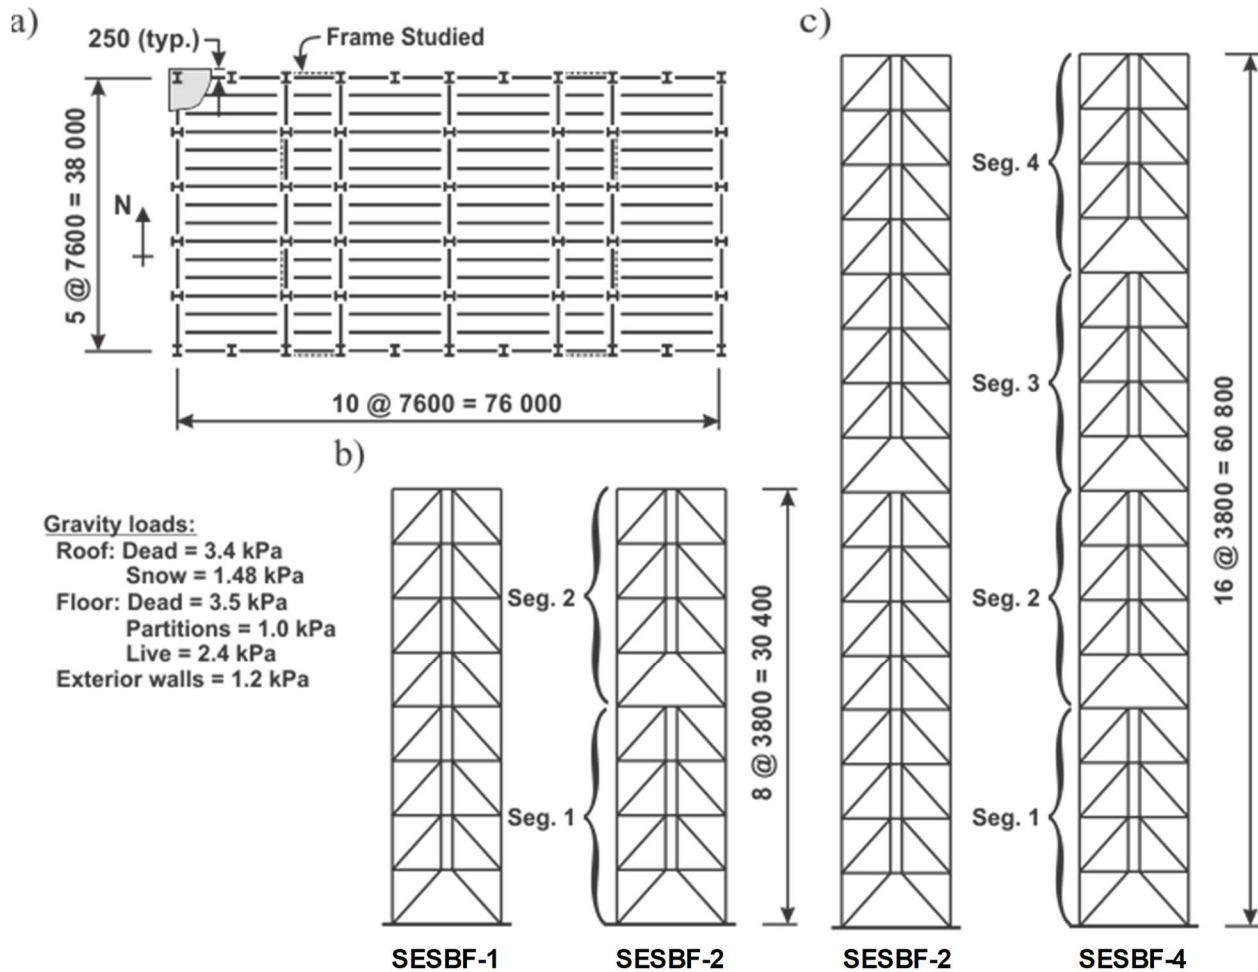 a)
250 (typ.)
Frame Studied
5 @ 7600 = 38 000
N
10 @ 7600 = 76 000
b)
Gravity loads:
Roof: Dead = 3.4 kPa
Snow = 1.48 kPa
Floor: Dead = 3.5 kPa
Partitions = 1.0 kPa
Live = 2.4 kPa
Exterior walls = 1.2 kPa
Seg. 2
Seg. 1
8 @ 3800 = 30 400
SESBF-1
SESBF-2
c)
Seg. 4
Seg. 3
Seg. 2
Seg. 1
16 @ 3800 = 60 800
SESBF-2
SESBF-4